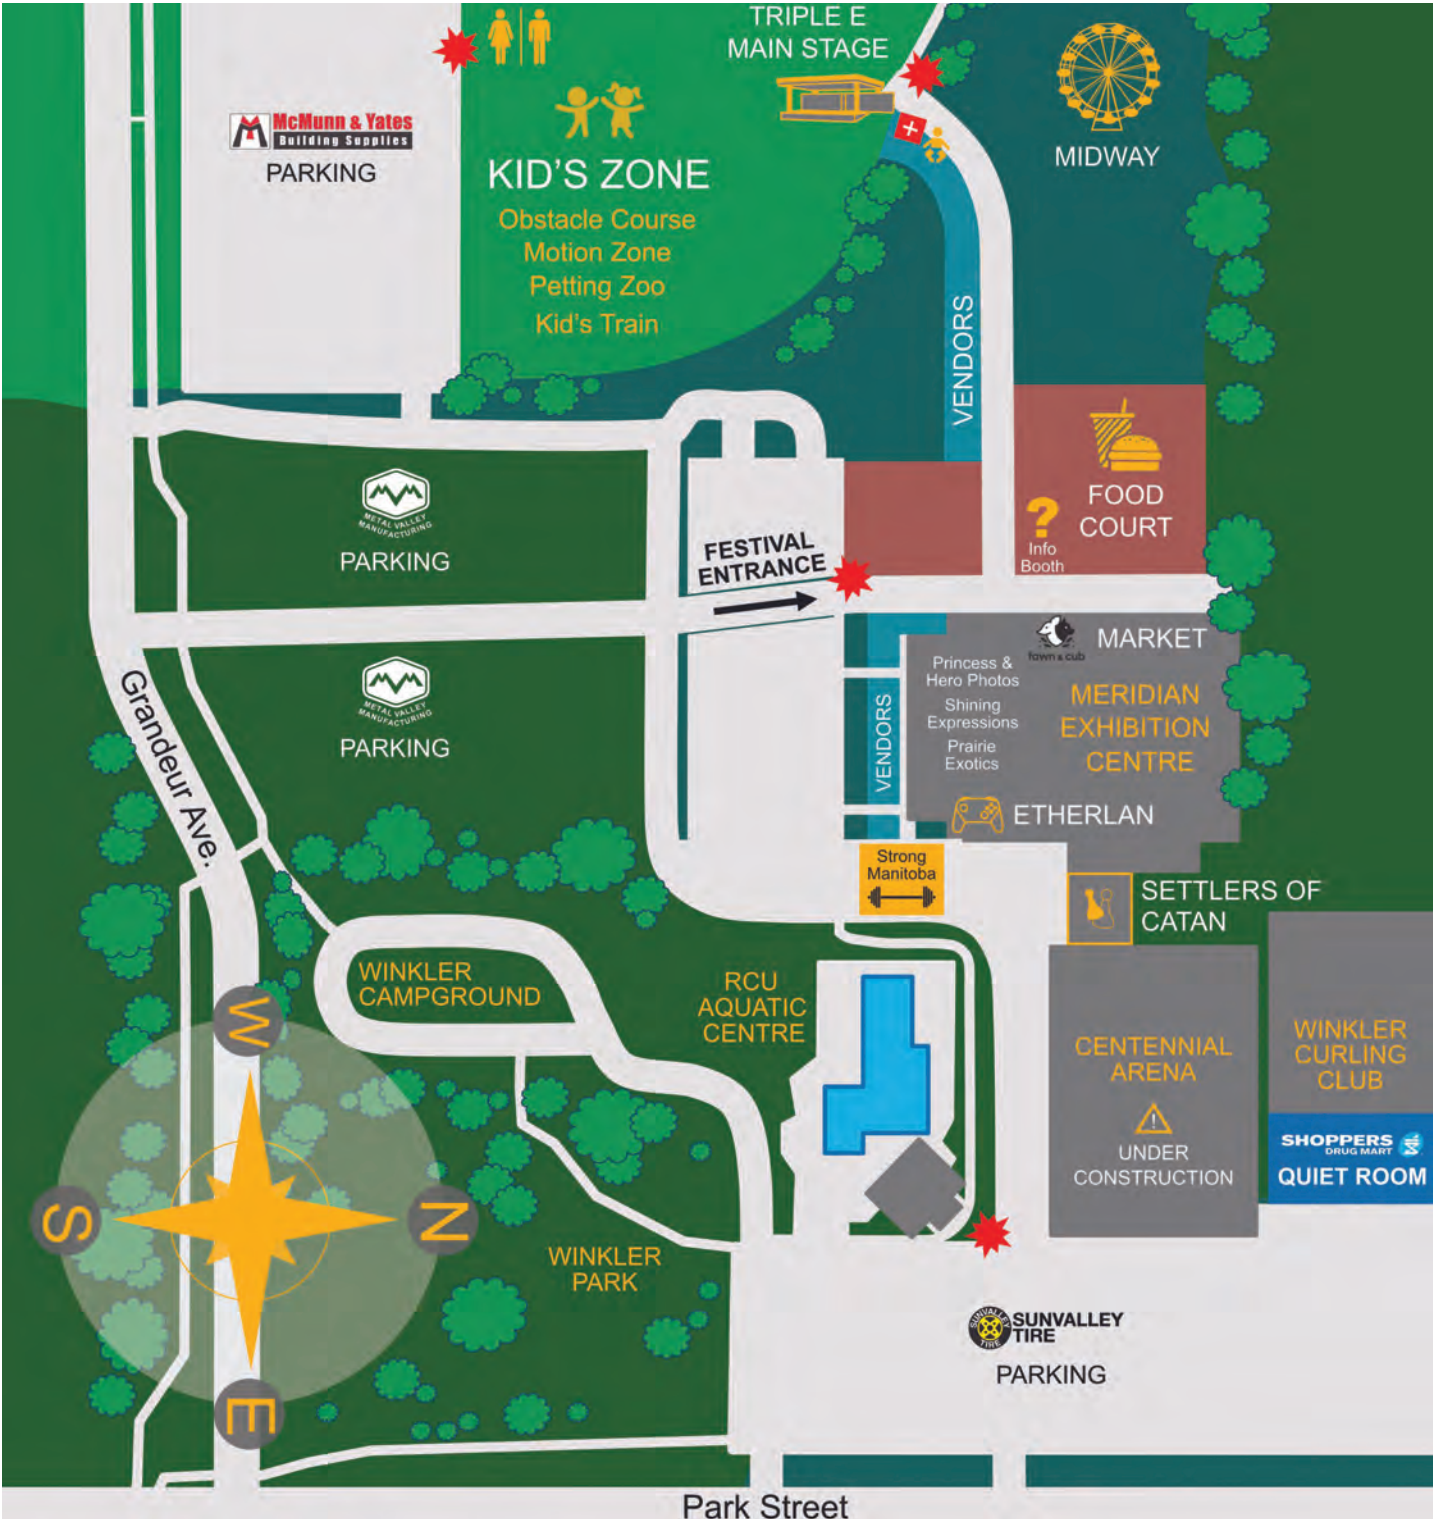 TRIPLE E
MAIN STAGE
McMunn & Yates
Building Supplies
PARKING
KID'S ZONE
Obstacle Course
Motion Zone
Petting Zoo
Kid's Train
MIDWAY
VENDORS
FOOD
COURT
?
Info
Booth
METAL VALLEY
MANUFACTURING
PARKING
FESTIVAL
ENTRANCE
fawn & cub
MARKET
Princess &
Hero Photos
Shining
Expressions
Prairie
Exotics
MERIDIAN
EXHIBITION
CENTRE
METAL VALLEY
MANUFACTURING
PARKING
Grandeur Ave.
VENDORS
ETHERLAN
Strong
Manitoba
SETTLERS OF
CATAN
WINKLER
CAMPGROUND
RCU
AQUATIC
CENTRE
CENTENNIAL
ARENA
!
UNDER
CONSTRUCTION
WINKLER
CURLING
CLUB
SHOPPERS
DRUG MART
QUIET ROOM
W
S
N
E
WINKLER
PARK
SUNVALLEY
TIRE
SUNVALLEY
TIRE
PARKING
Park Street